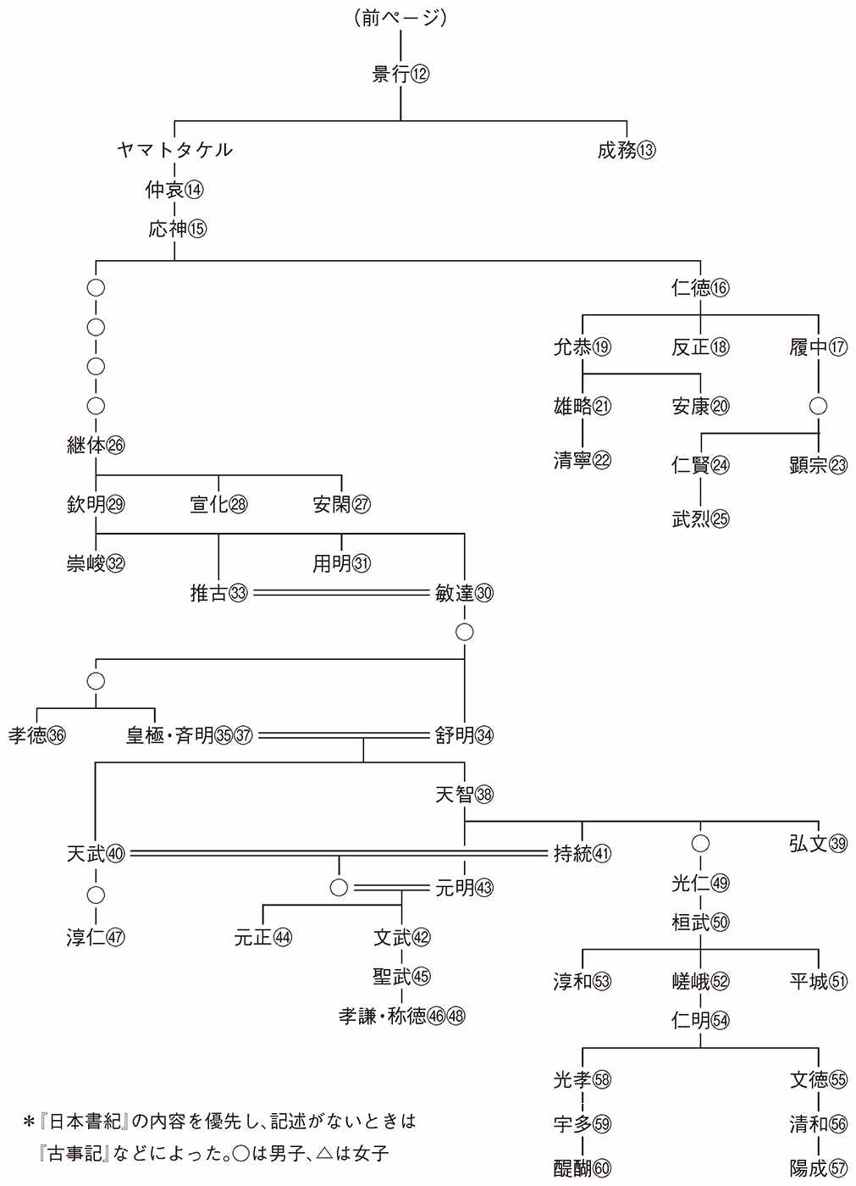 （前ページ）
景行⑫
ヤマトタケル 成務⑬
仲哀⑭
応神⑮
仁徳⑯
允恭⑲ 反正⑱ 履中⑰
雄略㉑ 安康⑳
継体㉖
清寧㉒ 仁賢㉔ 顕宗㉓
欽明㉙ 宣化㉘ 安閑㉗
武烈㉕
崇峻㉜ 用明㉛
推古㉝ 敏達㉚
孝徳㊱ 皇極・斉明㉟㊲ 舒明㉞
天智㊳
天武㊵ 持統㊶ 弘文㊴
元明㊸ 光仁㊾
淳仁㊼ 元正㊹ 文武㊷
桓武㊿
聖武㊺
淳和53 嵯峨52 平城51
孝謙・称徳㊻㊽
仁明54
光孝58 文徳55
宇多59 清和56
醍醐60 陽成57
＊『日本書紀』の内容を優先し、記述がないときは
『古事記』などによった。○は男子、△は女子